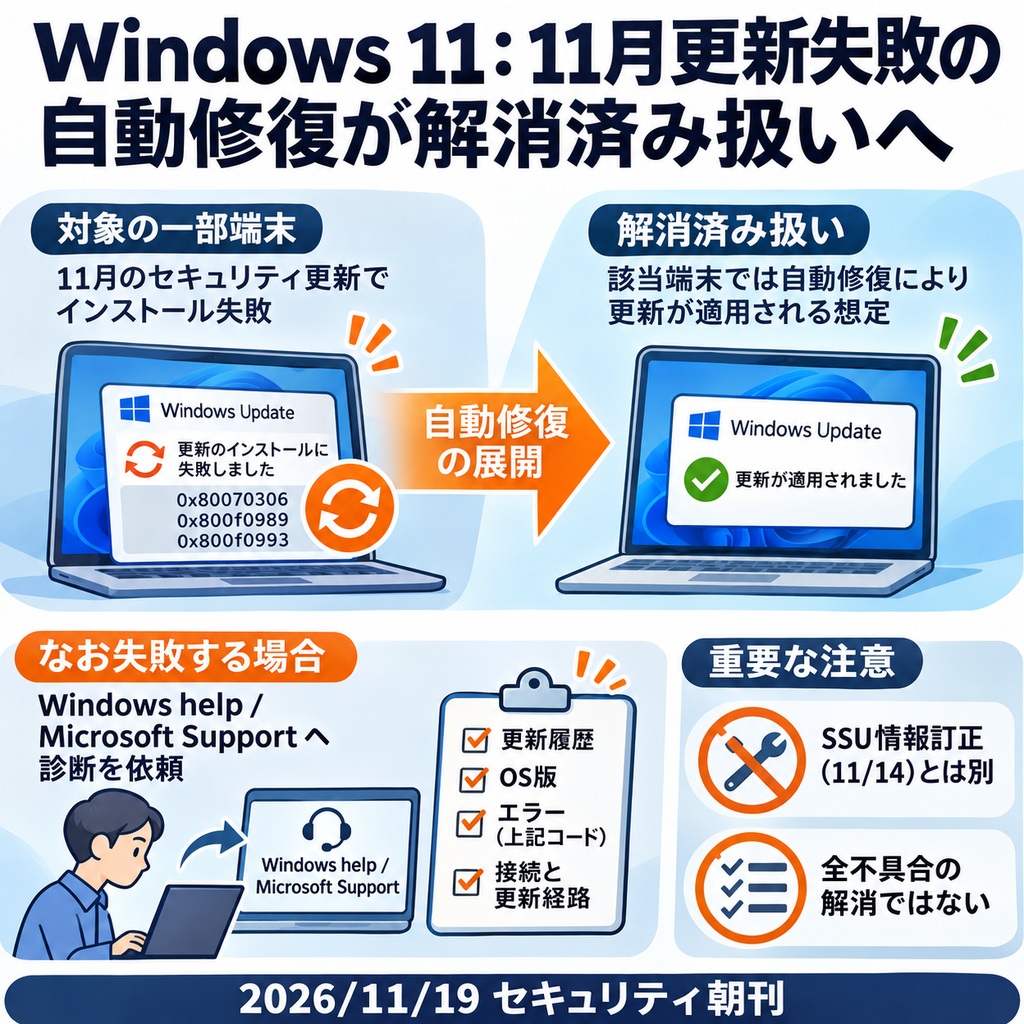 Windows 11：11月更新失敗の
自動修復が解消済み扱いへ
対象の一部端末
11月のセキュリティ更新で
インストール失敗
Windows Update
更新のインストールに
失敗しました
0x80070306
0x800f0989
0x800f0993
自動修復
の展開
解消済み扱い
該当端末では自動修復により
更新が適用される想定
Windows Update
更新が適用されました
なお失敗する場合
Windows help /
Microsoft Support へ
診断を依頼
Windows help /
Microsoft Support
更新履歴
OS版
エラー
（上記コード）
接続と
更新経路
重要な注意
SSU情報訂正
（11/14）とは別
全不具合の
解消ではない
2026/11/19 セキュリティ朝刊